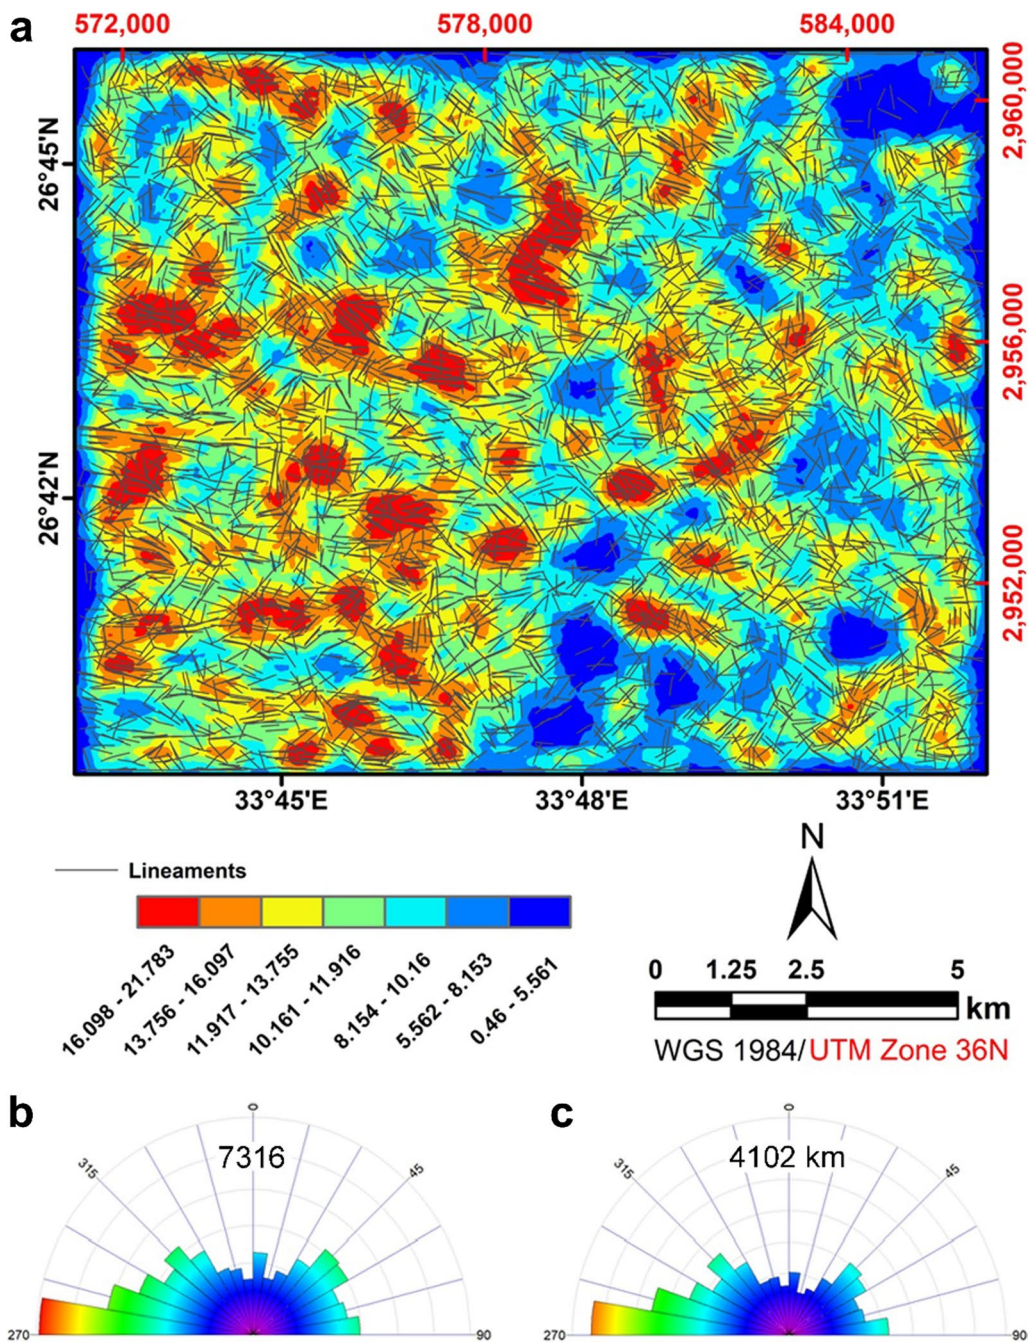 a
572,000 578,000 584,000
2,960,000
26°45'N
2,956,000
26°42'N
2,952,000
33°45'E 33°48'E 33°51'E
N
Lineaments
16.098 - 21.783
13.756 - 16.097
11.917 - 13.755
10.161 - 11.916
8.154 - 10.16
5.562 - 8.153
0.46 - 5.561
0 1.25 2.5 5
km
WGS 1984/UTM Zone 36N
b
0
7316
315 45
270 90
c
0
4102 km
315 45
270 90